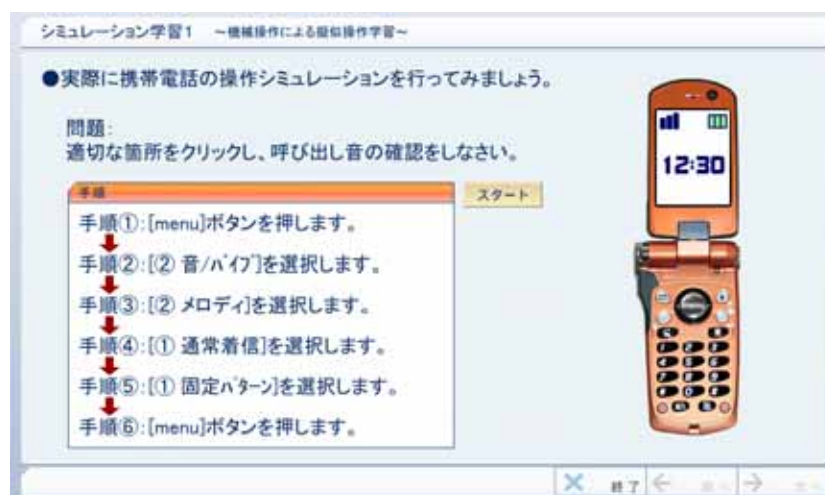 シミュレーション学習1 ～機械操作による擬似操作学習～
●実際に携帯電話の操作シミュレーションを行ってみましょう。
問題:
適切な箇所をクリックし、呼び出し音の確認をしなさい。
12:30
手順
スタート
手順①:[menu]ボタンを押します。
手順②:[② 音/バイブ]を選択します。
手順③:[② メロディ]を選択します。
手順④:[① 通常着信]を選択します。
手順⑤:[① 固定パターン]を選択します。
手順⑥:[menu]ボタンを押します。
終了